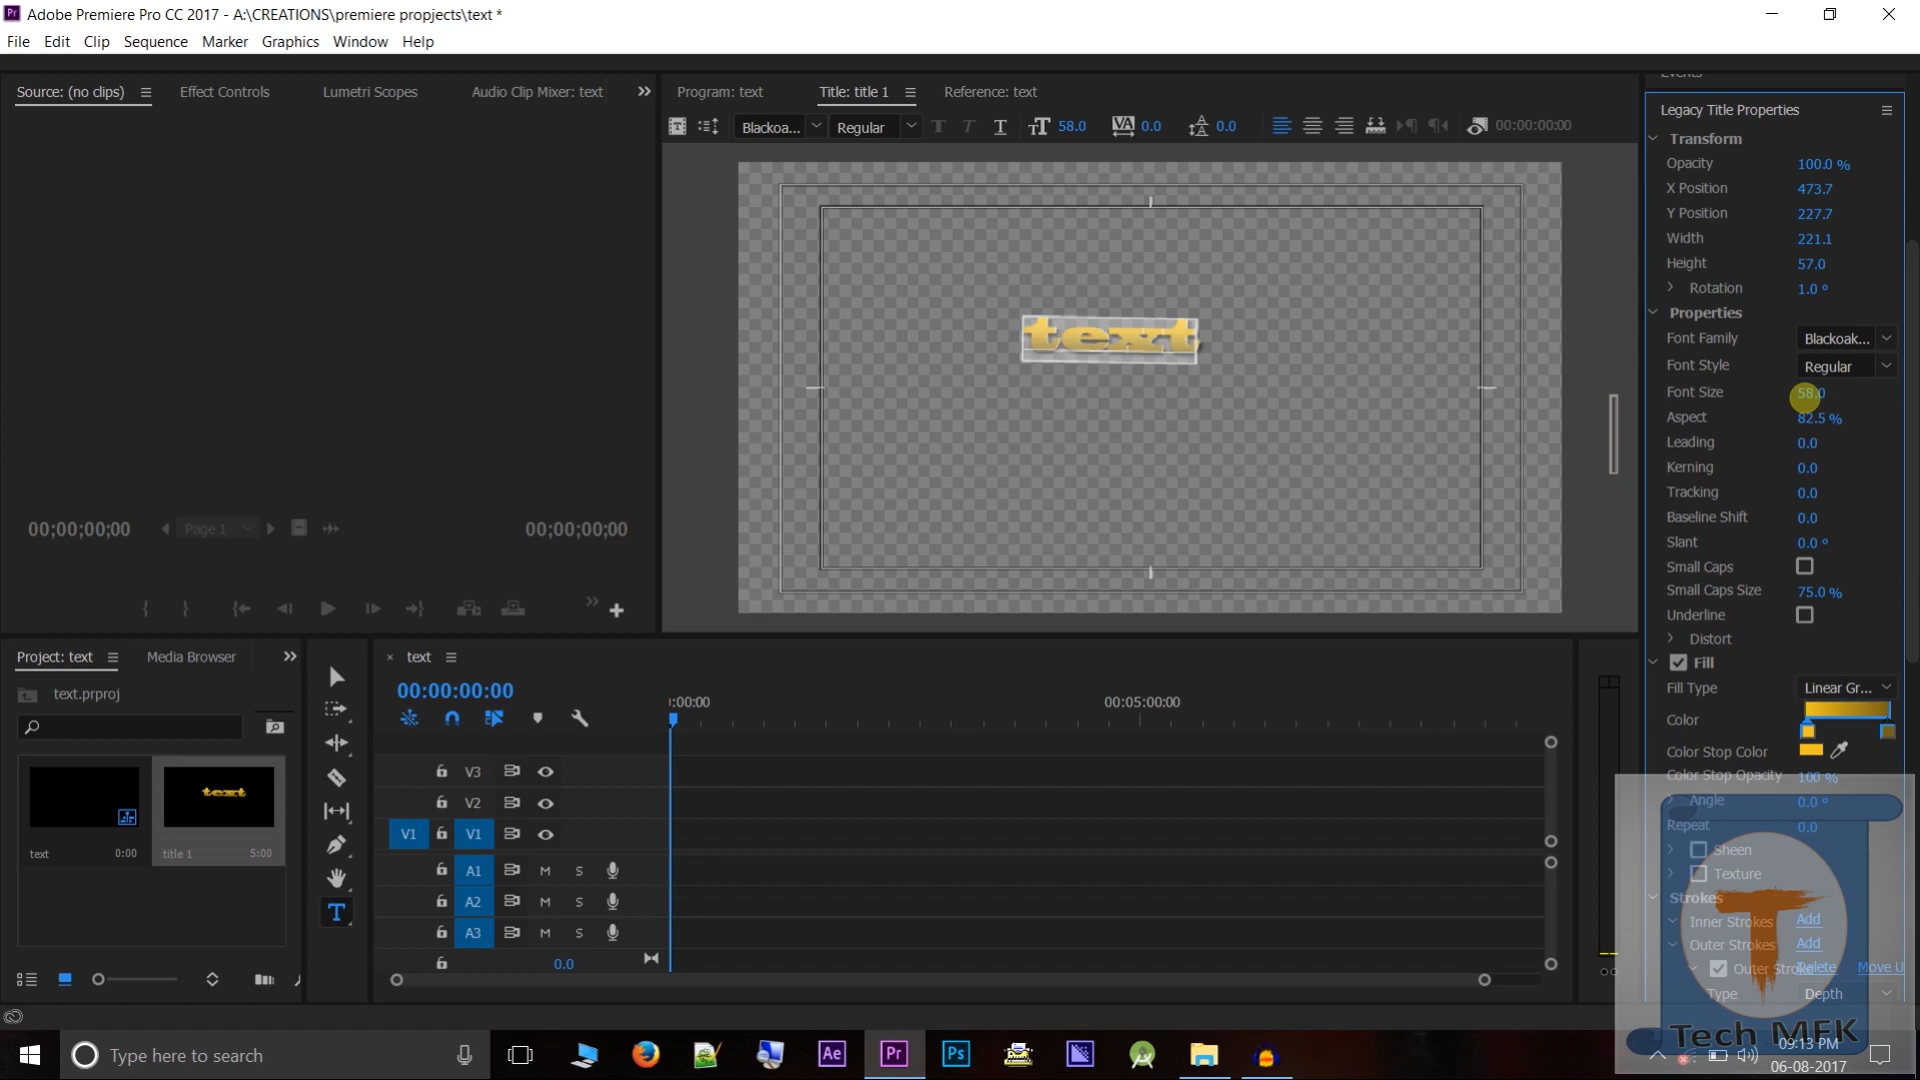 Adobe Premiere Pro CC 2017 - A:\CREATIONS\premiere propjects\text *
File Edit Clip Sequence Marker Graphics Window Help
Source: (no clips) Effect Controls Lumetri Scopes Audio Clip Mixer: text
Program: text Title: title 1 Reference: text
Blackoa... Regular 58.0 0.0 0.0 00:00:00:00
text
00;00;00;00 Page 1 00;00;00;00
Events
Legacy Title Properties
Transform
Opacity 100.0 %
X Position 473.7
Y Position 227.7
Width 221.1
Height 57.0
Rotation 1.0 °
Properties
Font Family Blackoak...
Font Style Regular
Font Size 58.0
Aspect 82.5 %
Leading 0.0
Kerning 0.0
Tracking 0.0
Baseline Shift 0.0
Slant 0.0 °
Small Caps
Small Caps Size 75.0 %
Underline
Distort
Fill
Fill Type Linear Gr...
Color
Color Stop Color
Color Stop Opacity 100 %
Angle 0.0 °
Repeat 0.0
Sheen
Texture
Strokes
Inner Strokes Add
Outer Strokes Add
Outer Stroke Delete Move U
Type Depth
Tech MFK
Project: text Media Browser
text.prproj
text 0:00 title 1 5:00
text
00:00:00:00
:00:00 00:05:00:00
V3
V2
V1 V1
A1 M S
A2 M S
A3 M S
0.0
Type here to search
Ae Pr Ps
09:13 PM
06-08-2017